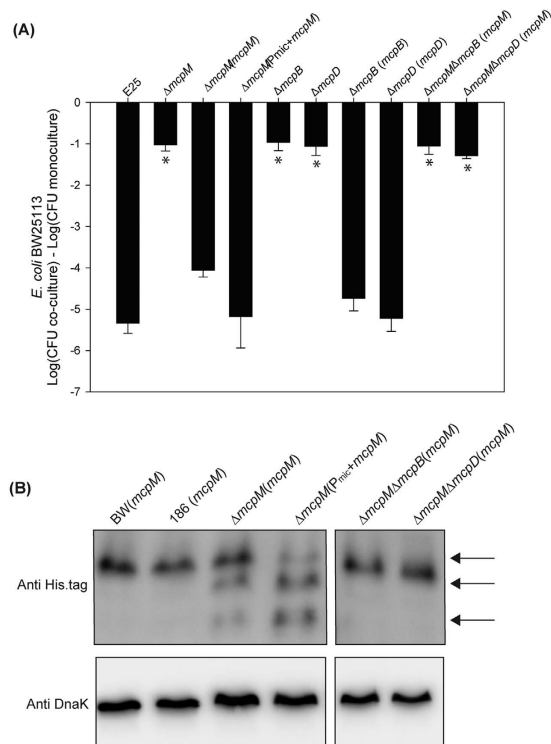 (A)
E25
ΔmcpM
ΔmcpM(mcpM)
ΔmcpM(Pmic+mcpM)
ΔmcpB
ΔmcpD
ΔmcpB (mcpB)
ΔmcpD (mcpD)
ΔmcpMΔmcpB (mcpM)
ΔmcpMΔmcpD (mcpM)
E. coli BW25113
Log(CFU co-culture) - Log(CFU monoculture)
0
-1
-2
-3
-4
-5
-6
-7
*
*
*
*
*
(B)
BW(mcpM)
186 (mcpM)
ΔmcpM(mcpM)
ΔmcpM(Pmic+mcpM)
ΔmcpMΔmcpB(mcpM)
ΔmcpMΔmcpD(mcpM)
Anti His.tag
Anti DnaK